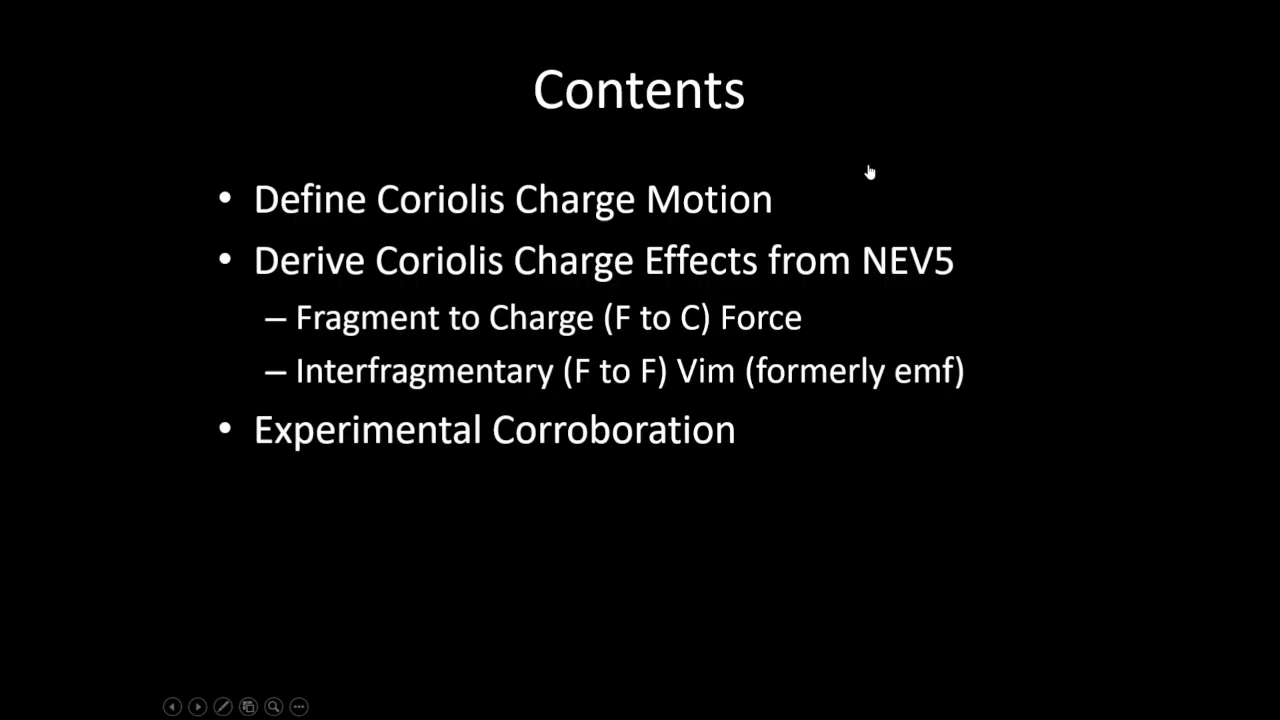 Contents
• Define Coriolis Charge Motion
• Derive Coriolis Charge Effects from NEV5
– Fragment to Charge (F to C) Force
– Interfragmentary (F to F) Vim (formerly emf)
• Experimental Corroboration